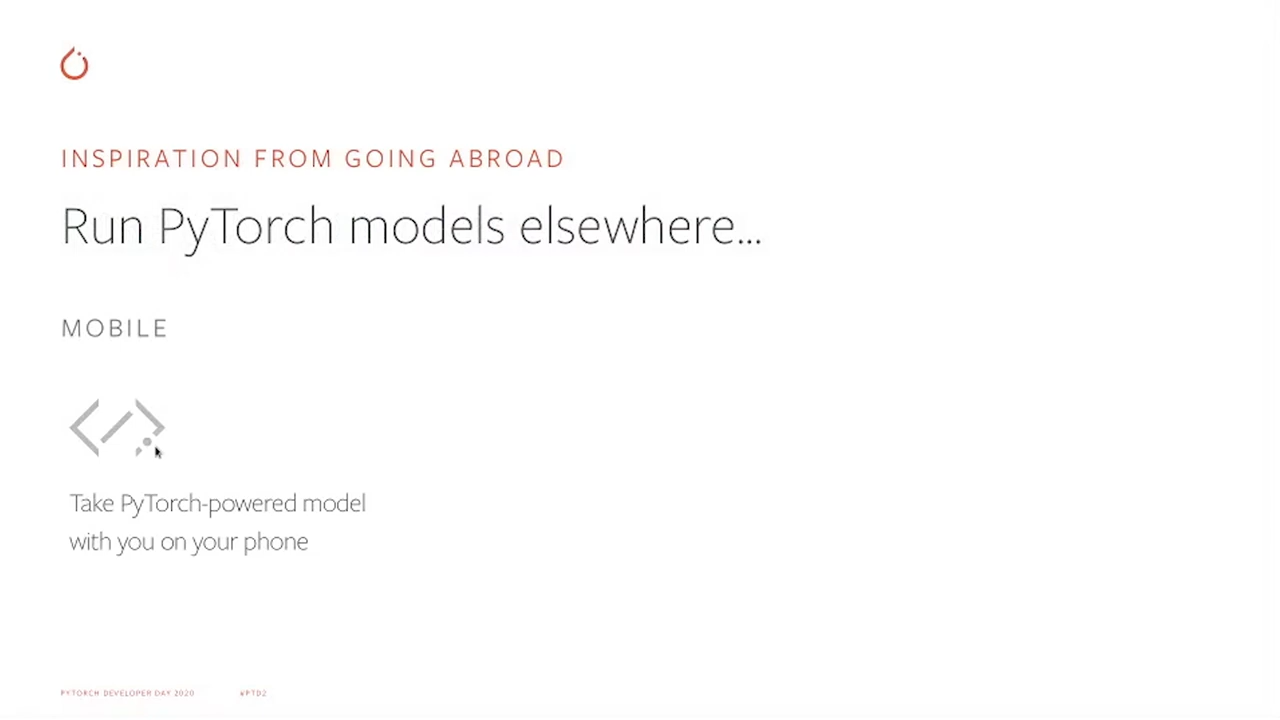 INSPIRATION FROM GOING ABROAD
Run PyTorch models elsewhere...
MOBILE
Take PyTorch-powered model
with you on your phone
PYTORCH DEVELOPER DAY 2020
#PTD2